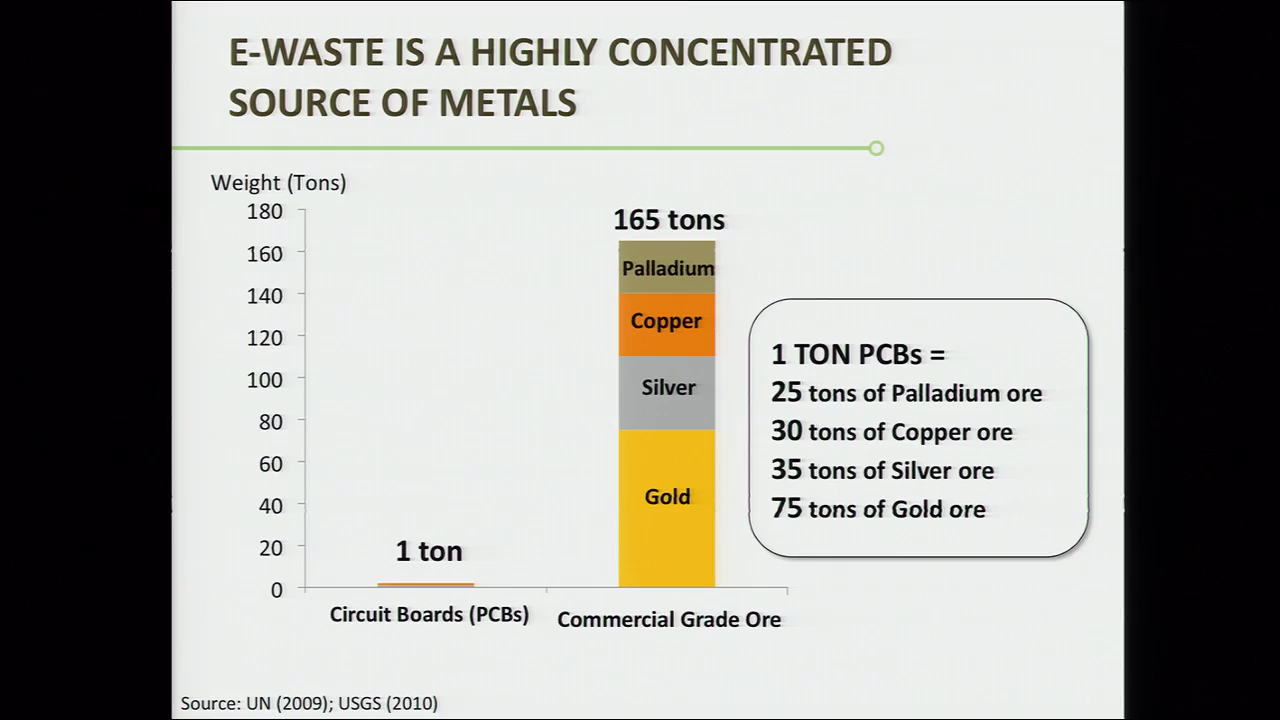 E-WASTE IS A HIGHLY CONCENTRATED
SOURCE OF METALS
Weight (Tons)
180
160
140
120
100
80
60
40
20
0
165 tons
Palladium
Copper
Silver
Gold
1 ton
Circuit Boards (PCBs)
Commercial Grade Ore
1 TON PCBs =
25 tons of Palladium ore
30 tons of Copper ore
35 tons of Silver ore
75 tons of Gold ore
Source: UN (2009); USGS (2010)